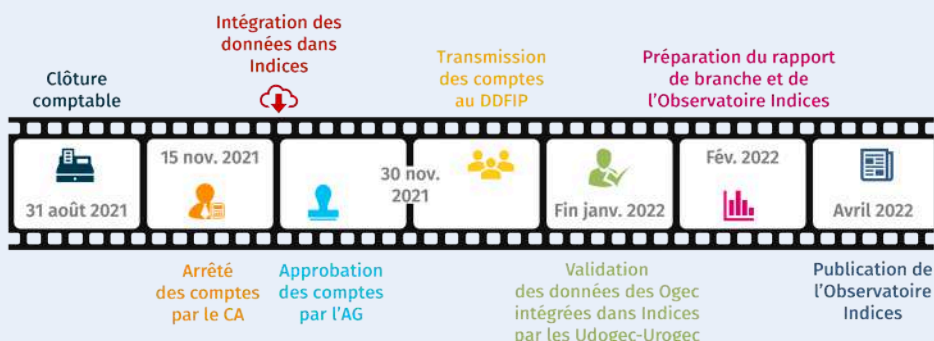 Intégration des
données dans
Indices
Clôture
comptable
Transmission
des comptes
au DDFIP
Préparation du rapport
de branche et de
l'Observatoire Indices
31 août 2021
15 nov. 2021
30 nov.
2021
Fin janv. 2022
Fév. 2022
Avril 2022
Arrêté
des comptes
par le CA
Approbation
des comptes
par l'AG
Validation
des données des Ogec
intégrées dans Indices
par les Udogec-Urogec
Publication de
l'Observatoire
Indices